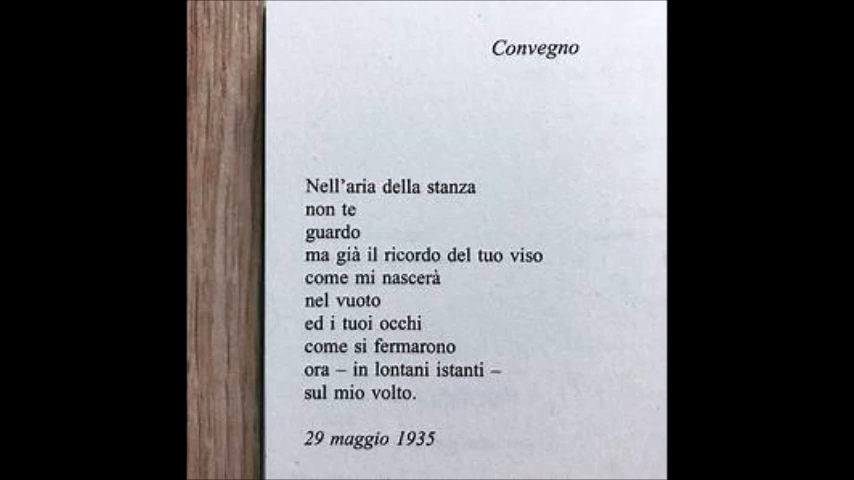 Convegno
Nell'aria della stanza
non te
guardo
ma già il ricordo del tuo viso
come mi nascerà
nel vuoto
ed i tuoi occhi
come si fermarono
ora – in lontani istanti –
sul mio volto.
29 maggio 1935